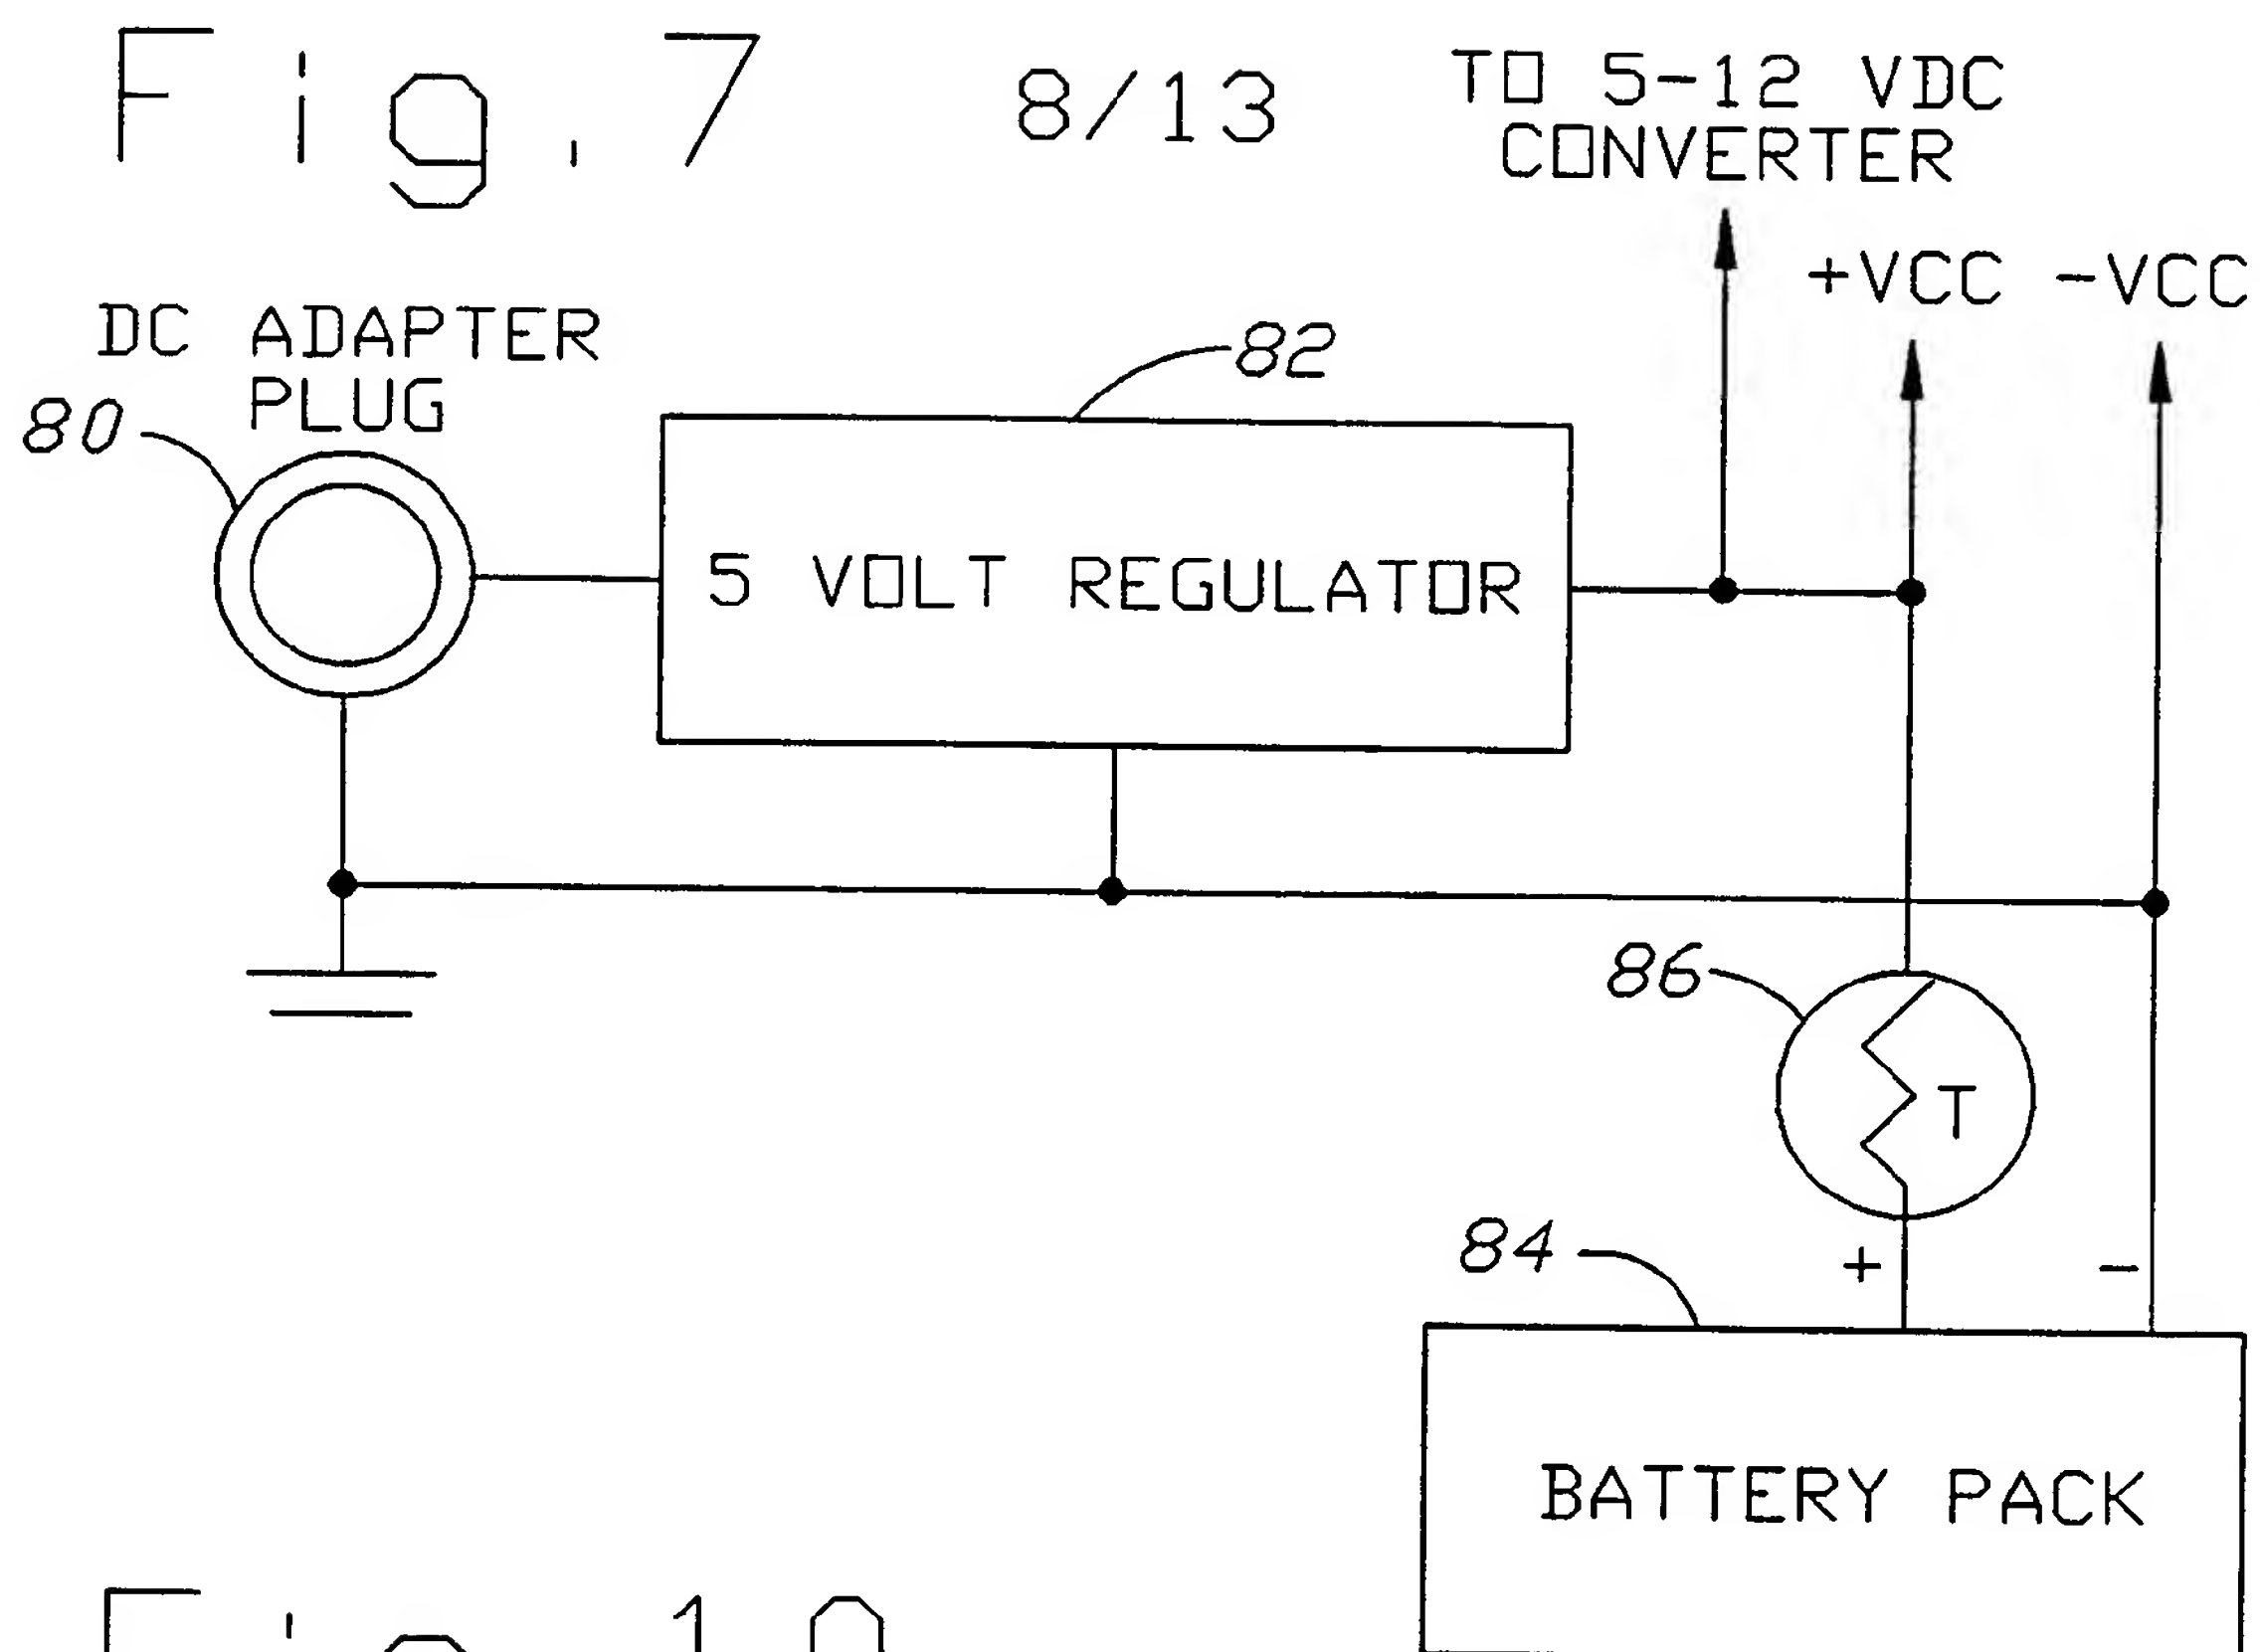 Fig.7
8/13
TO 5-12 VDC
CONVERTER
+VCC
-VCC
DC ADAPTER
PLUG
80
82
5 VOLT REGULATOR
86
T
84
+
-
BATTERY PACK